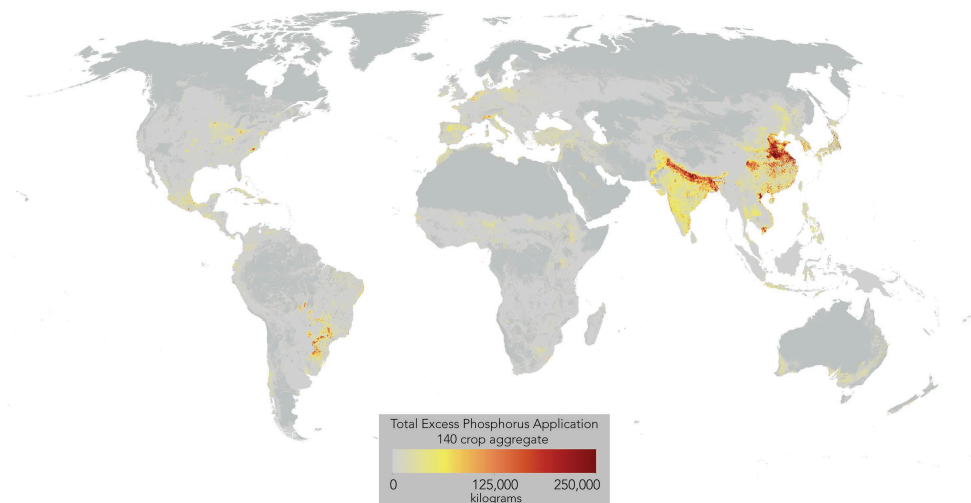 Total Excess Phosphorus Application
140 crop aggregate
0 125,000 250,000
kilograms